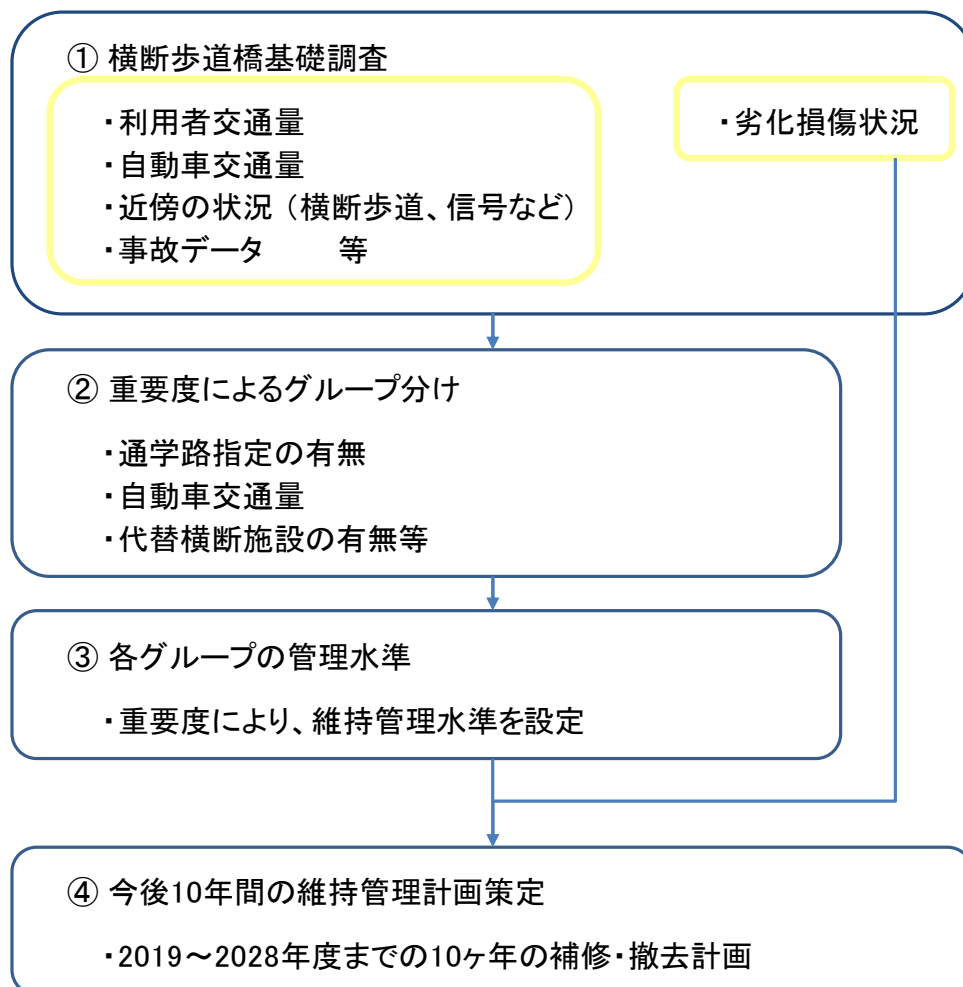 ① 横断歩道橋基礎調査
・利用者交通量
・自動車交通量
・近傍の状況（横断歩道、信号など）
・事故データ　　等
・劣化損傷状況
② 重要度によるグループ分け
・通学路指定の有無
・自動車交通量
・代替横断施設の有無等
③ 各グループの管理水準
・重要度により、維持管理水準を設定
④ 今後10年間の維持管理計画策定
・2019～2028年度までの10ヶ年の補修・撤去計画